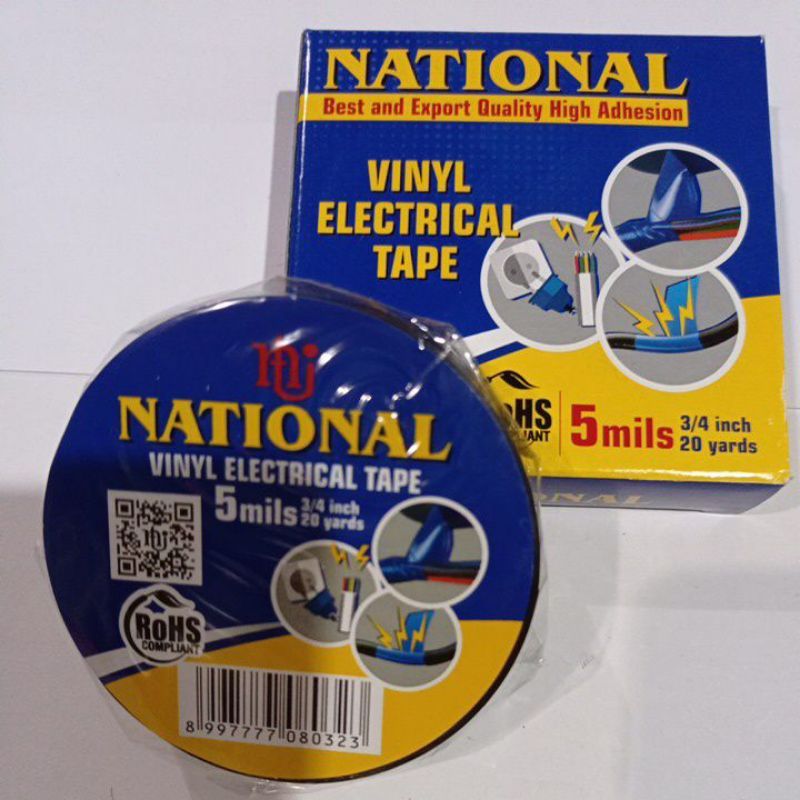 NATIONAL
Best and Export Quality High Adhesion
VINYL
ELECTRICAL
TAPE
RoHS
5mils 3/4 inch
20 yards
NATIONAL
NATIONAL
VINYL ELECTRICAL TAPE
5mils 3/4 inch
20 yards
RoHS
COMPLIANT
8 997777 080323